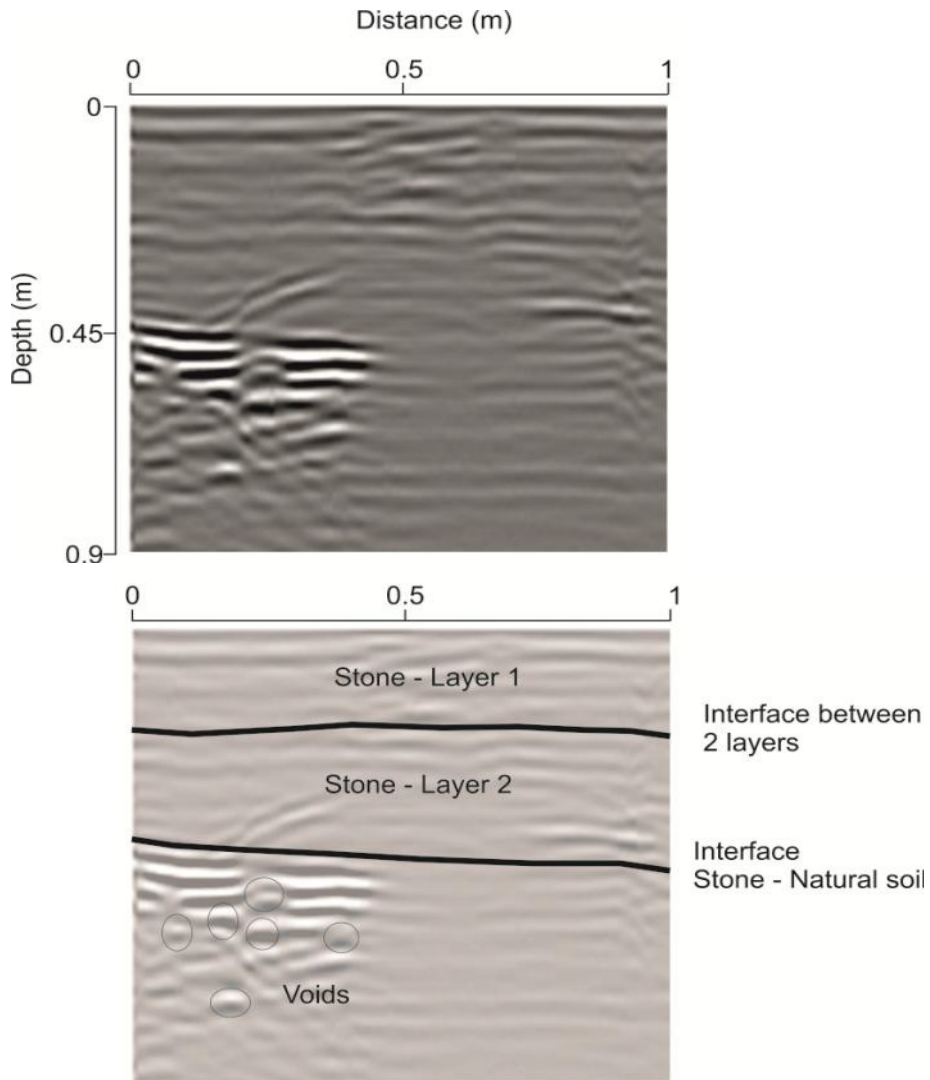 Distance (m)
0 0.5 1
0
Depth (m)
0.45
0.9
0 0.5 1
Stone - Layer 1
Interface between
2 layers
Stone - Layer 2
Interface
Stone - Natural soil
Voids